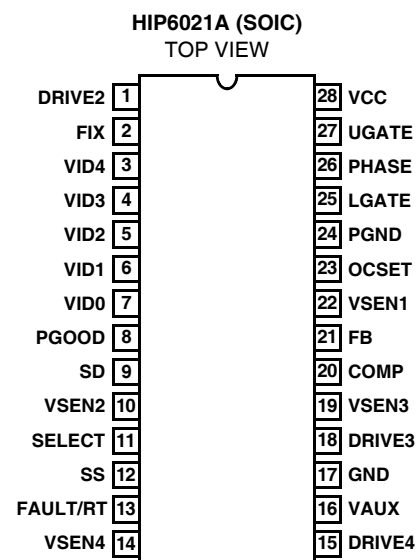 HIP6021A (SOIC)
TOP VIEW
DRIVE2 1 28 VCC
FIX 2 27 UGATE
VID4 3 26 PHASE
VID3 4 25 LGATE
VID2 5 24 PGND
VID1 6 23 OCSET
VID0 7 22 VSEN1
PGOOD 8 21 FB
SD 9 20 COMP
VSEN2 10 19 VSEN3
SELECT 11 18 DRIVE3
SS 12 17 GND
FAULT/RT 13 16 VAUX
VSEN4 14 15 DRIVE4